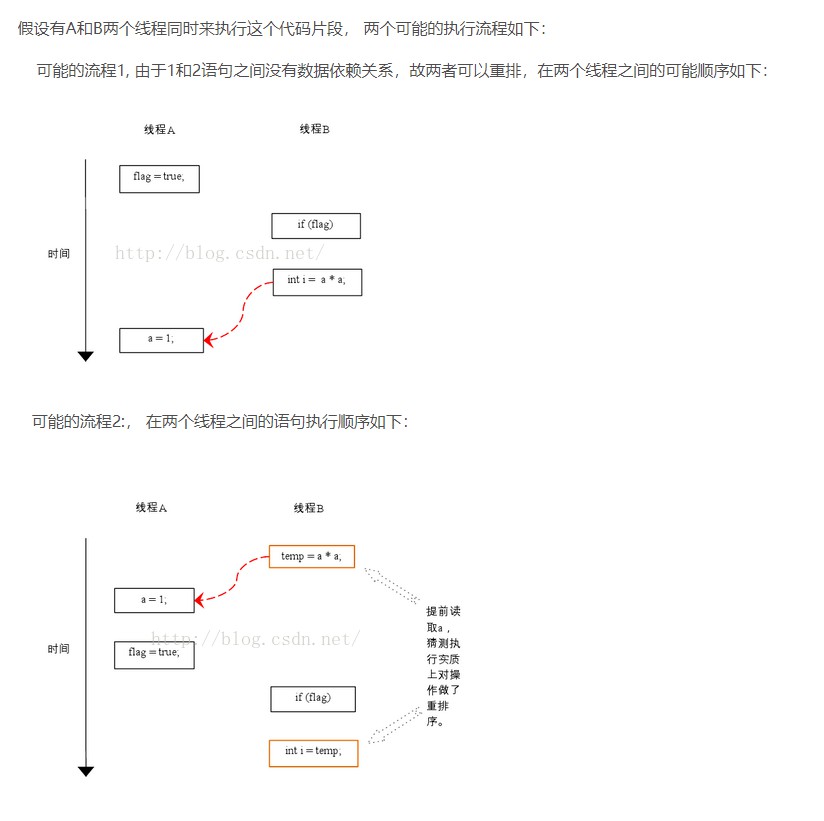 假设有A和B两个线程同时来执行这个代码片段， 两个可能的执行流程如下：
可能的流程1, 由于1和2语句之间没有数据依赖关系，故两者可以重排，在两个线程之间的可能顺序如下：
线程A
线程B
flag = true;
if (flag)
时间
http://blog.csdn.net/
int i = a * a;
a = 1;
可能的流程2:， 在两个线程之间的语句执行顺序如下：
线程A
线程B
temp = a * a;
a = 1;
提前读
取a ，
猜测执
行实质
上对操
作做了
重排
序。
时间
http://blog.csdn.net/
flag = true;
if (flag)
int i = temp;